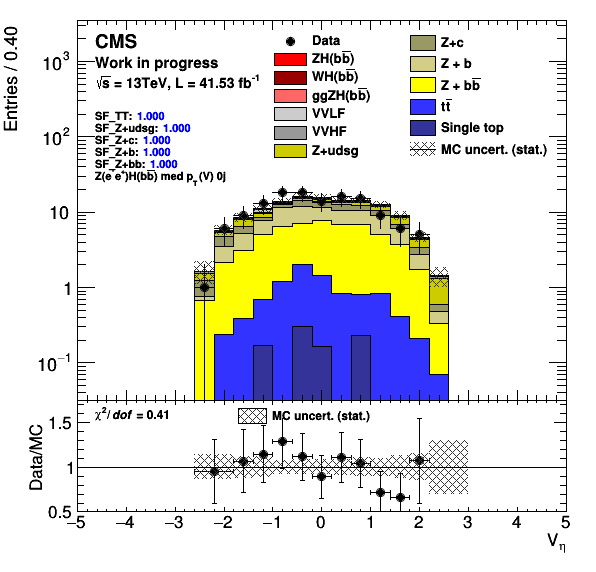 Entries / 0.40
10³
10²
10
1
10⁻¹
CMS
Work in progress
√s = 13TeV, L = 41.53 fb⁻¹
SF_TT: 1.000
SF_Z+udsg: 1.000
SF_Z+c: 1.000
SF_Z+b: 1.000
SF_Z+bb: 1.000
Z(e⁻e⁺)H(bb̅) med p_T(V) 0j
Data
ZH(bb̅)
WH(bb̅)
ggZH(bb̅)
VVLF
VVHF
Z+udsg
Z+c
Z + b
Z + bb̅
tt̅
Single top
MC uncert. (stat.)
Data/MC
1.5
1
0.5
χ²/dof = 0.41
MC uncert. (stat.)
−5 −4 −3 −2 −1 0 1 2 3 4 5
V_η